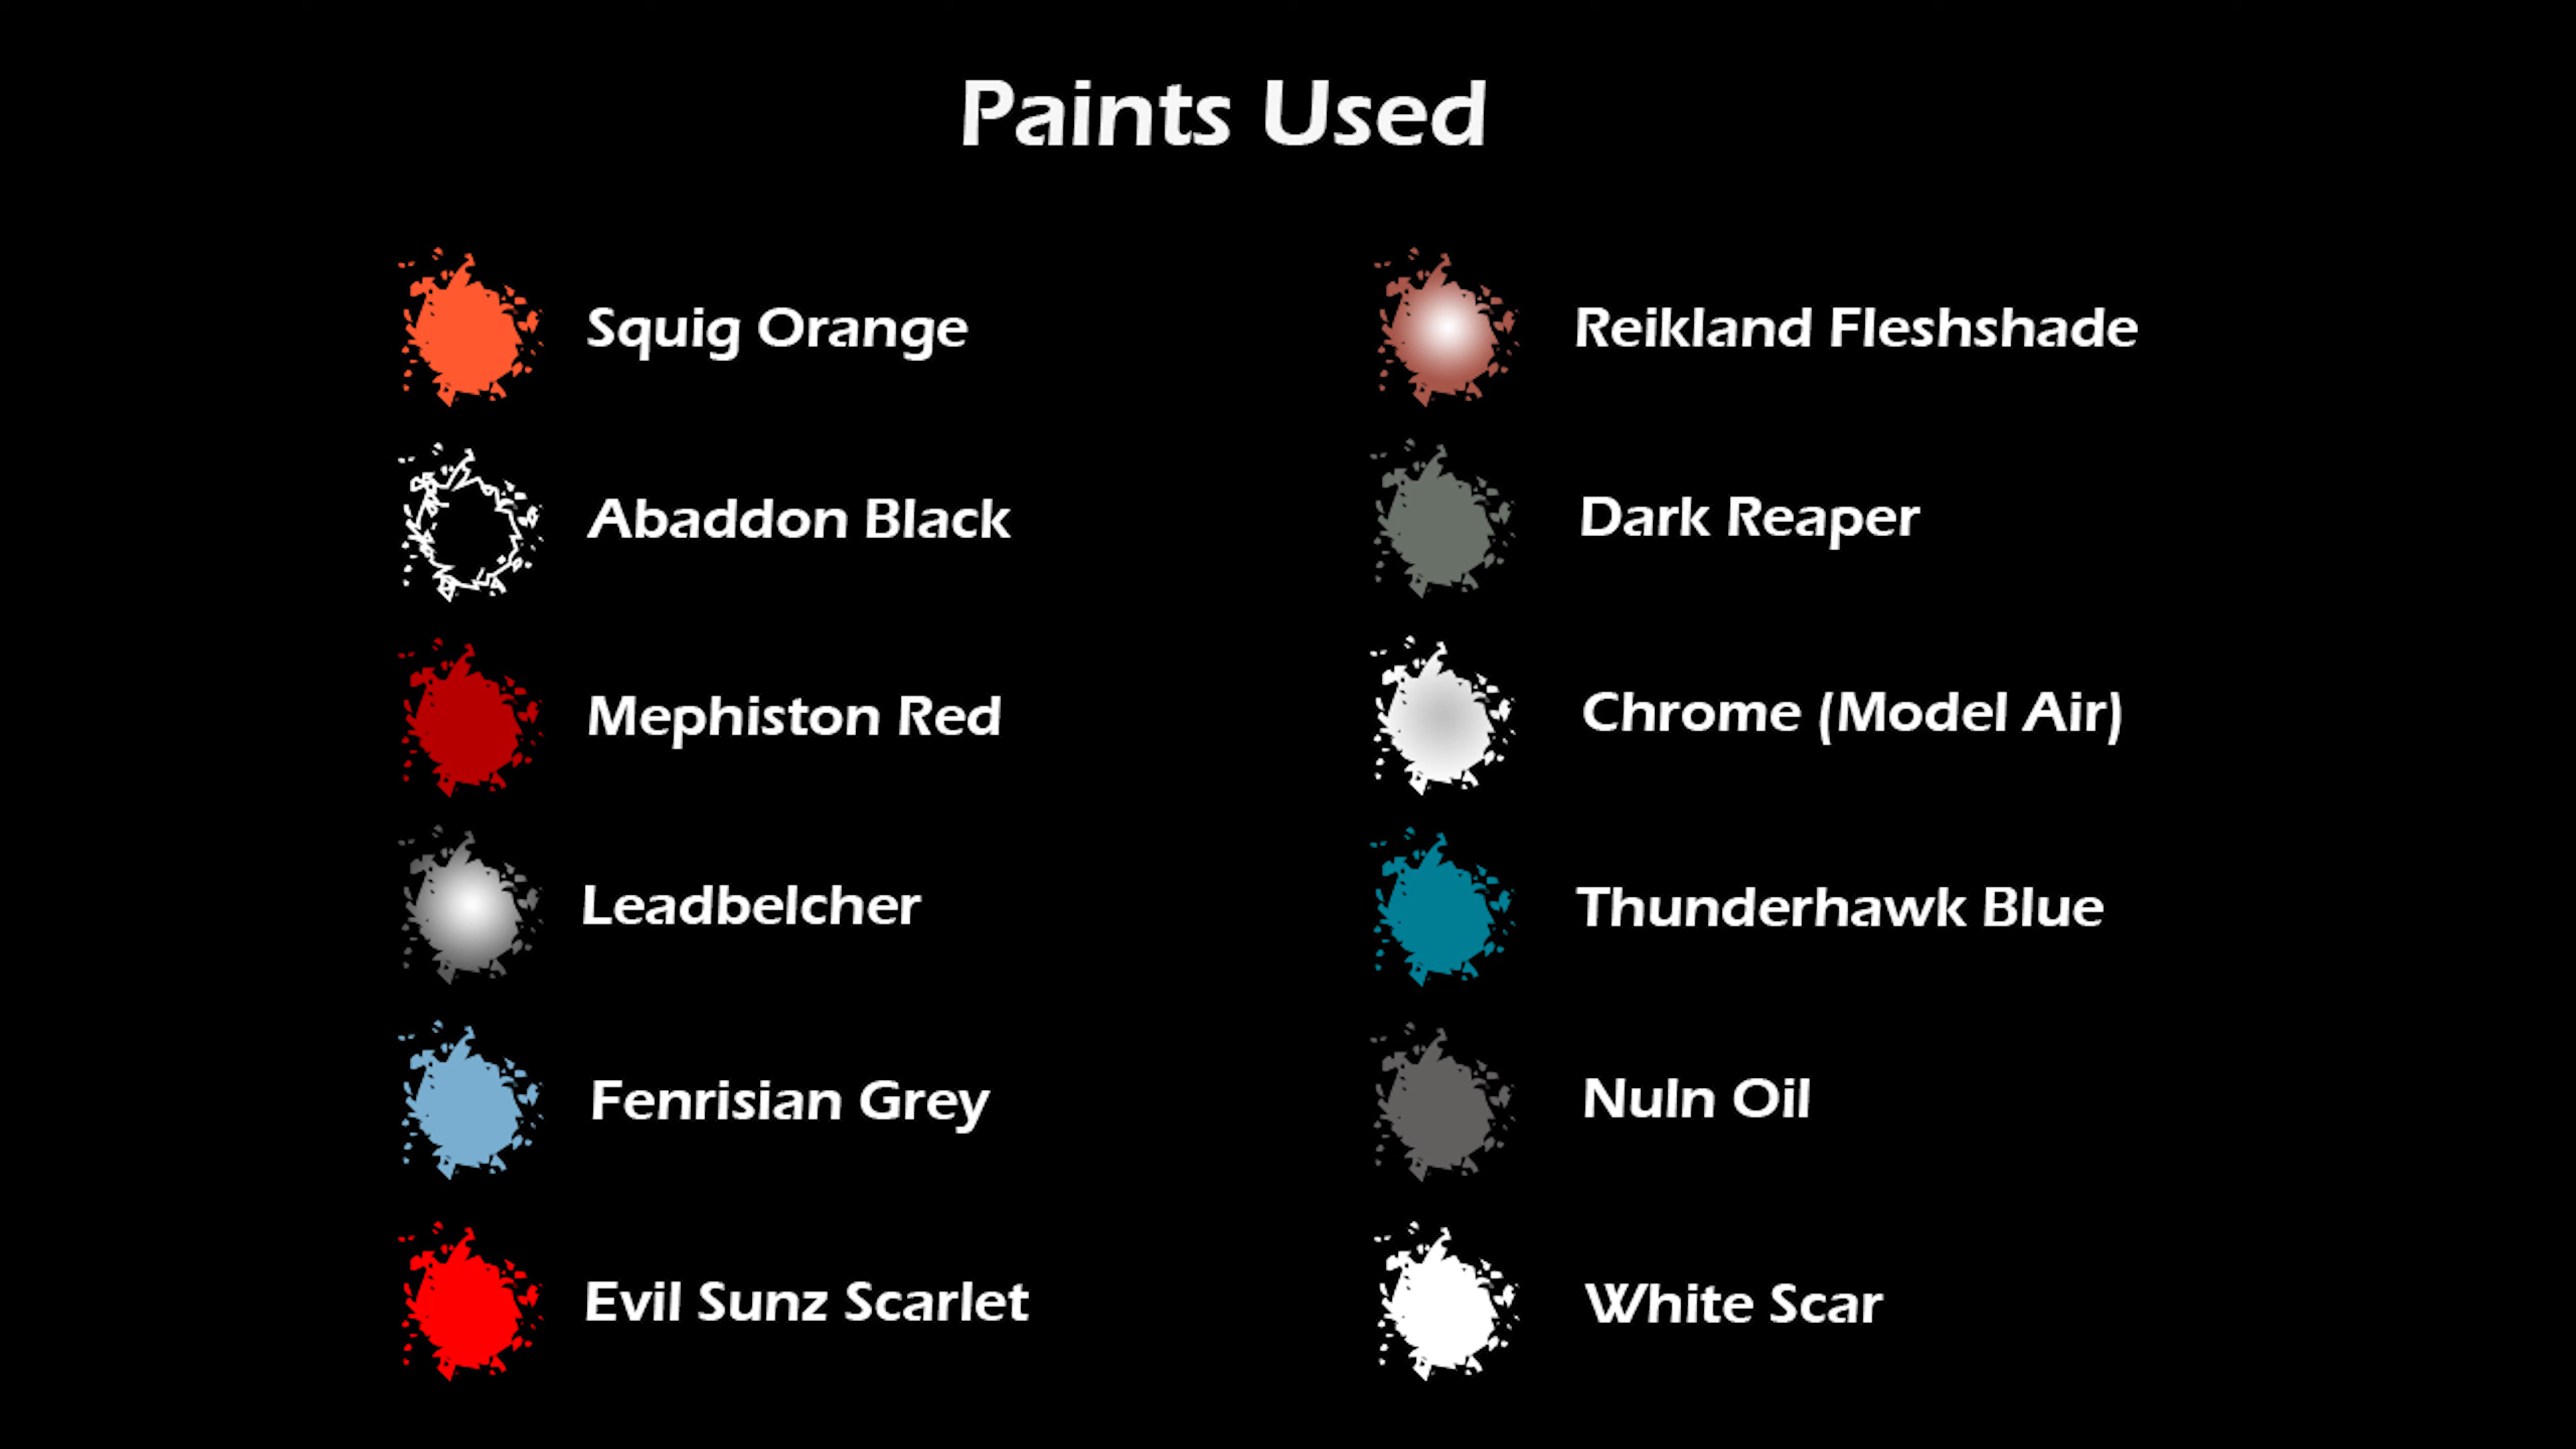 Paints Used
Squig Orange
Abaddon Black
Mephiston Red
Leadbelcher
Fenrisian Grey
Evil Sunz Scarlet
Reikland Fleshshade
Dark Reaper
Chrome (Model Air)
Thunderhawk Blue
Nuln Oil
White Scar